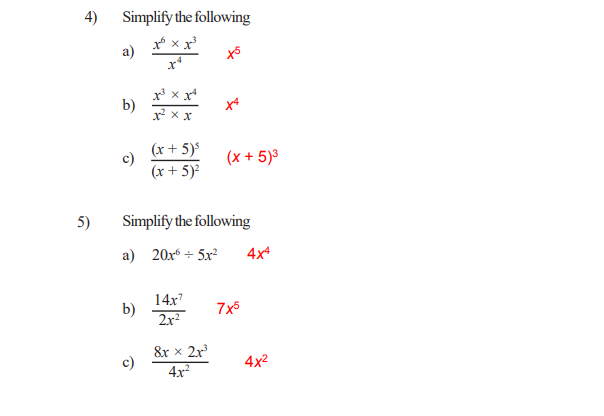 4) Simplify the following
a) x⁶ × x³ / x⁴ x⁵
b) x³ × x⁴ / x² × x x⁴
c) (x + 5)⁵ / (x + 5)² (x + 5)³
5) Simplify the following
a) 20x⁶ ÷ 5x² 4x⁴
b) 14x⁷ / 2x² 7x⁵
c) 8x × 2x³ / 4x² 4x²